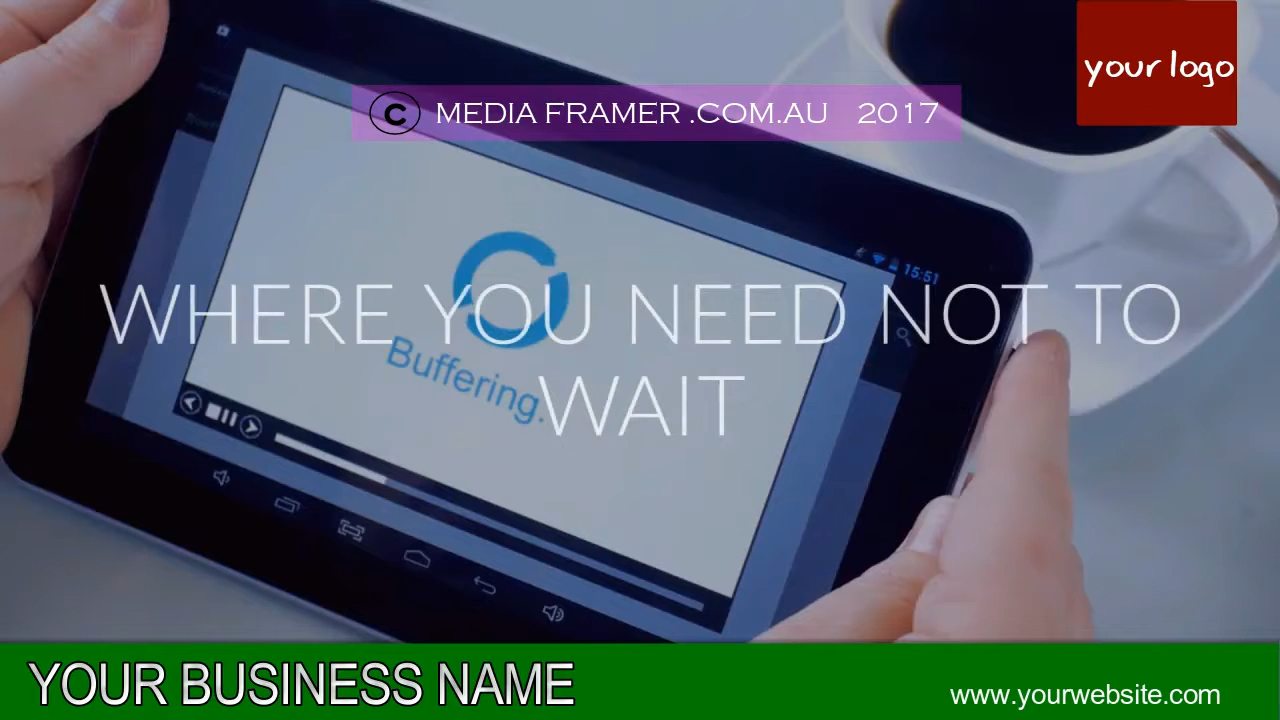 your logo
© MEDIA FRAMER .COM.AU 2017
15:51
WHERE YOU NEED NOT TO
WAIT
Buffering.
YOUR BUSINESS NAME
www.yourwebsite.com